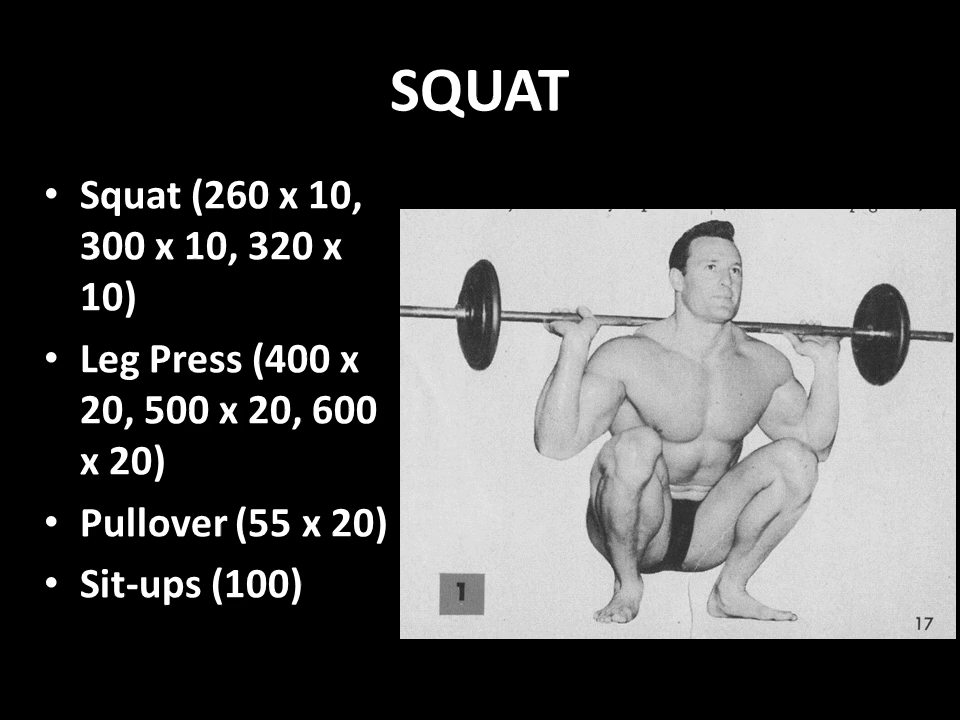 SQUAT
• Squat (260 x 10,
300 x 10, 320 x
10)
• Leg Press (400 x
20, 500 x 20, 600
x 20)
• Pullover (55 x 20)
• Sit-ups (100)
1
17